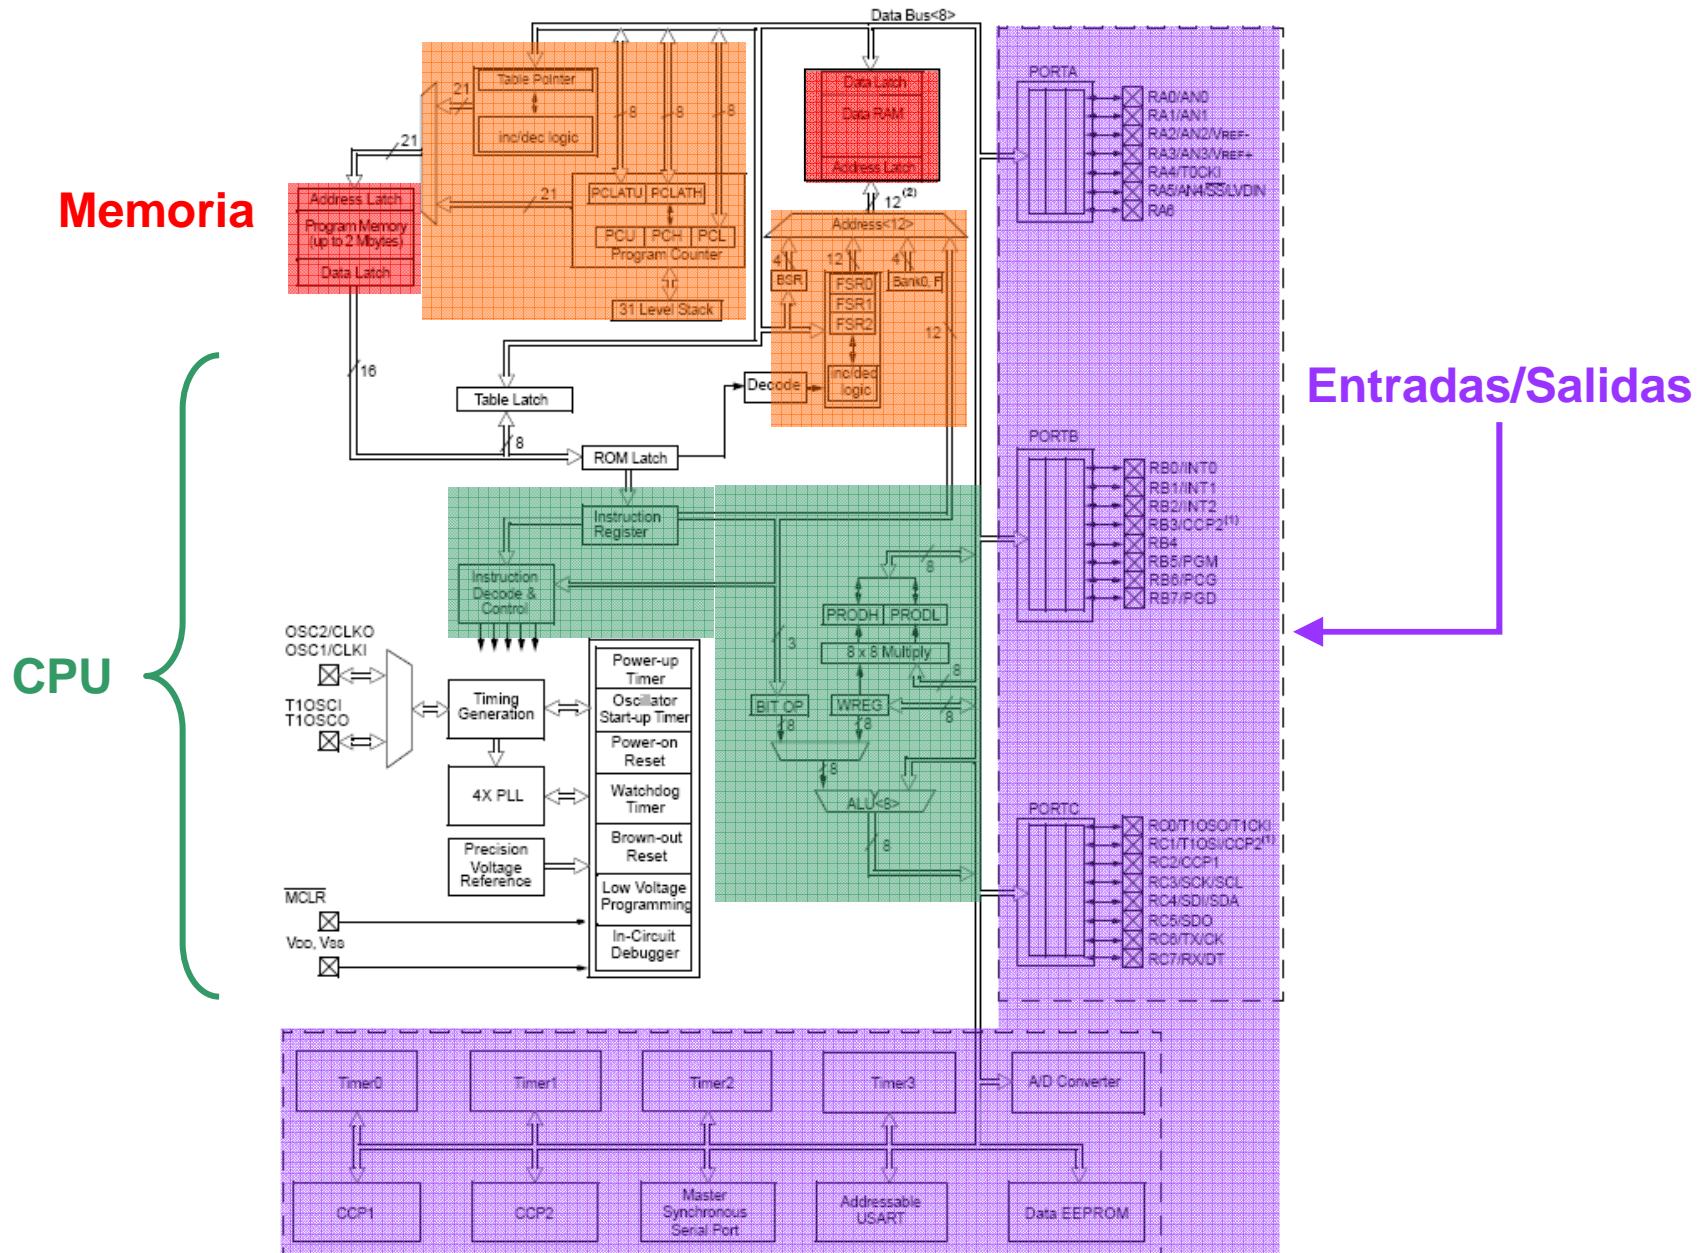 Data Bus<8>
Table Pointer
21
inc/dec logic
8
8
8
21
Data Latch
Data RAM
Address Latch
12(2)
Memoria
Address Latch
Program Memory
(up to 2 Mbytes)
Data Latch
21
PCLATU PCLATH
PCU PCH PCL
Program Counter
31 Level Stack
Address<12>
4
12
4
BSR
FSR0
FSR1
FSR2
Bank0, F
12
inc/dec
logic
Decode
16
Table Latch
8
ROM Latch
Instruction
Register
Instruction
Decode &
Control
8
PRODH PRODL
3
8 x 8 Multiply
8
BIT OP
WREG
8
8
8
8
ALU<8>
8
CPU
OSC2/CLKO
OSC1/CLKI
T1OSCI
T1OSCO
Timing
Generation
4X PLL
Precision
Voltage
Reference
MCLR
VDD, VSS
Power-up
Timer
Oscillator
Start-up Timer
Power-on
Reset
Watchdog
Timer
Brown-out
Reset
Low Voltage
Programming
In-Circuit
Debugger
PORTA
RA0/AN0
RA1/AN1
RA2/AN2/VREF-
RA3/AN3/VREF+
RA4/T0CKI
RA5/AN4/SS/LVDIN
RA6
PORTB
RB0/INT0
RB1/INT1
RB2/INT2
RB3/CCP2(1)
RB4
RB5/PGM
RB6/PCG
RB7/PGD
PORTC
RC0/T1OSO/T1CKI
RC1/T1OSI/CCP2(1)
RC2/CCP1
RC3/SCK/SCL
RC4/SDI/SDA
RC5/SDO
RC6/TX/CK
RC7/RX/DT
Entradas/Salidas
Timer0
Timer1
Timer2
Timer3
A/D Converter
CCP1
CCP2
Master
Synchronous
Serial Port
Addressable
USART
Data EEPROM